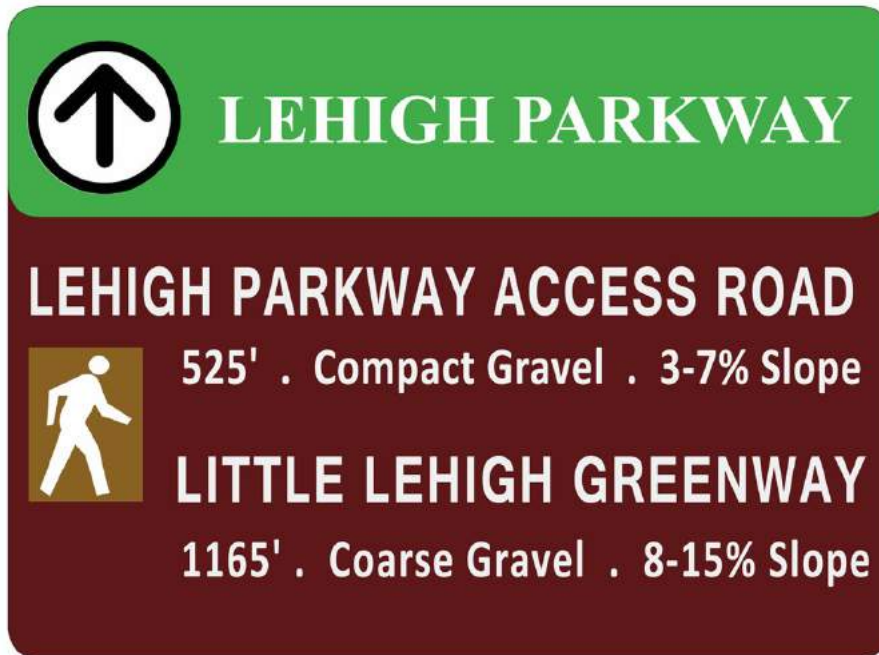 LEHIGH PARKWAY
LEHIGH PARKWAY ACCESS ROAD
525' . Compact Gravel . 3-7% Slope
LITTLE LEHIGH GREENWAY
1165' . Coarse Gravel . 8-15% Slope